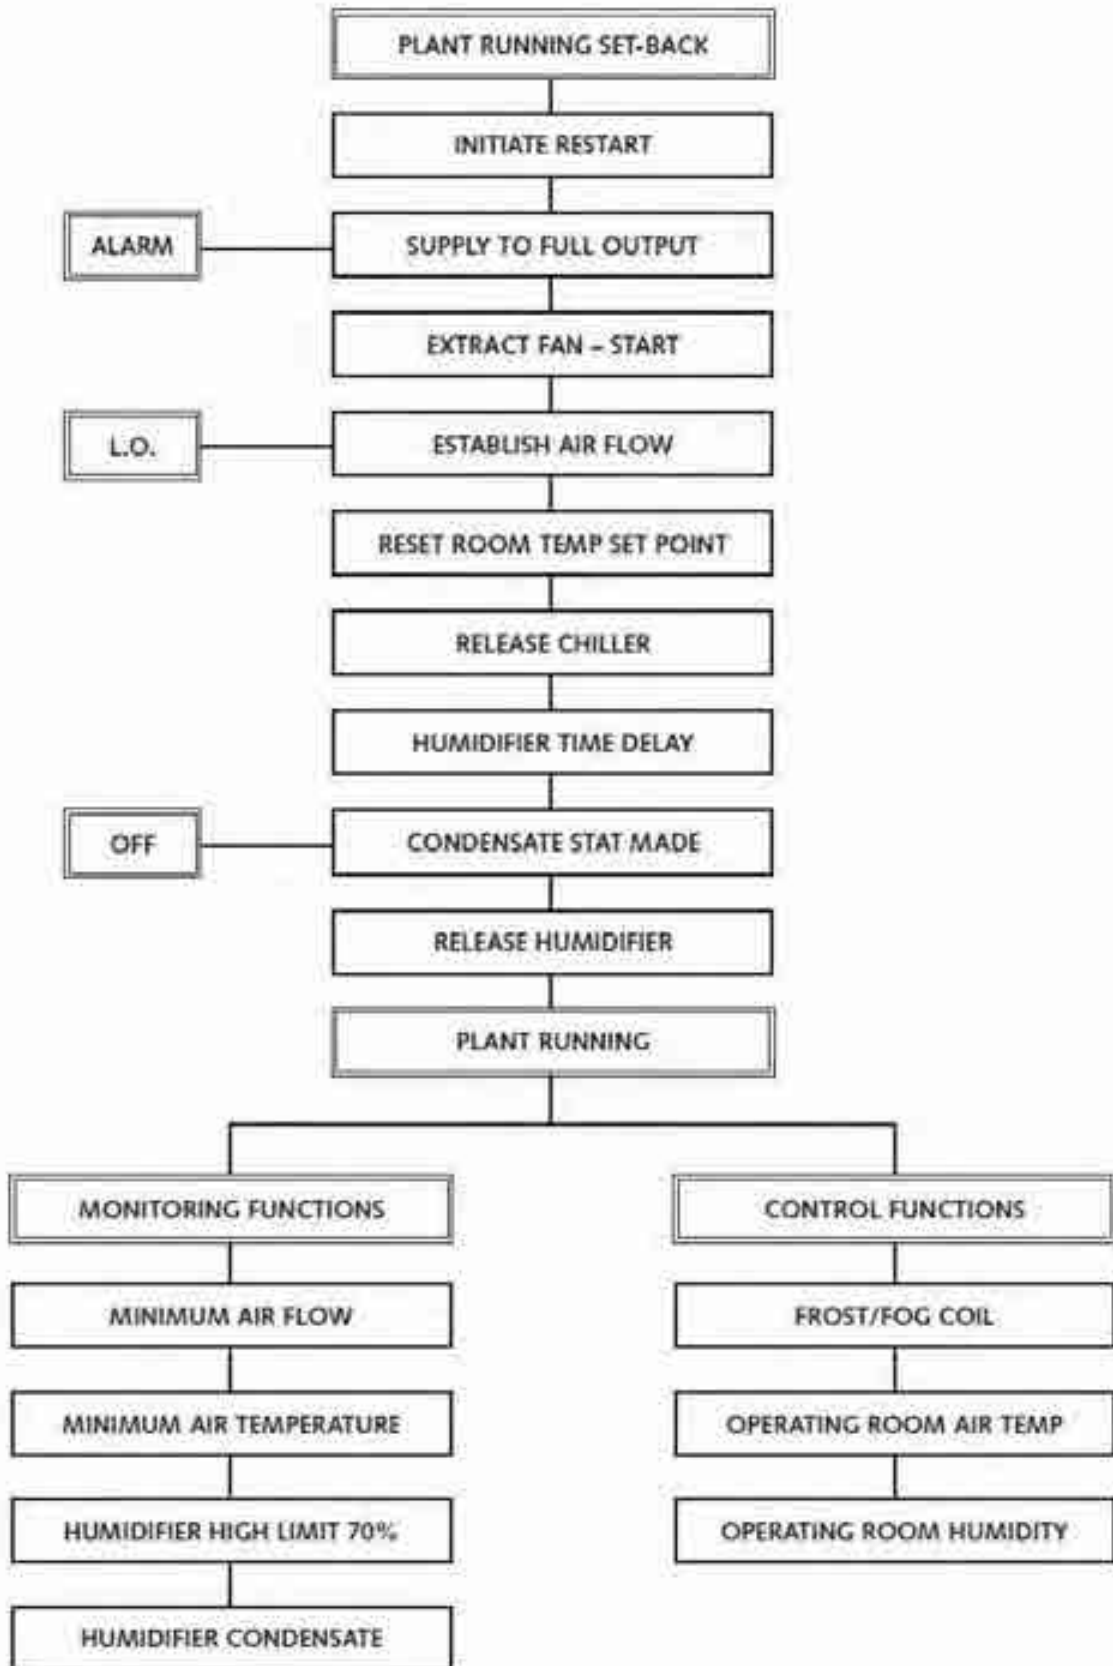 PLANT RUNNING SET-BACK
INITIATE RESTART
ALARM
SUPPLY TO FULL OUTPUT
EXTRACT FAN – START
L.O.
ESTABLISH AIR FLOW
RESET ROOM TEMP SET POINT
RELEASE CHILLER
HUMIDIFIER TIME DELAY
OFF
CONDENSATE STAT MADE
RELEASE HUMIDIFIER
PLANT RUNNING
MONITORING FUNCTIONS
CONTROL FUNCTIONS
MINIMUM AIR FLOW
FROST/FOG COIL
MINIMUM AIR TEMPERATURE
OPERATING ROOM AIR TEMP
HUMIDIFIER HIGH LIMIT 70%
OPERATING ROOM HUMIDITY
HUMIDIFIER CONDENSATE